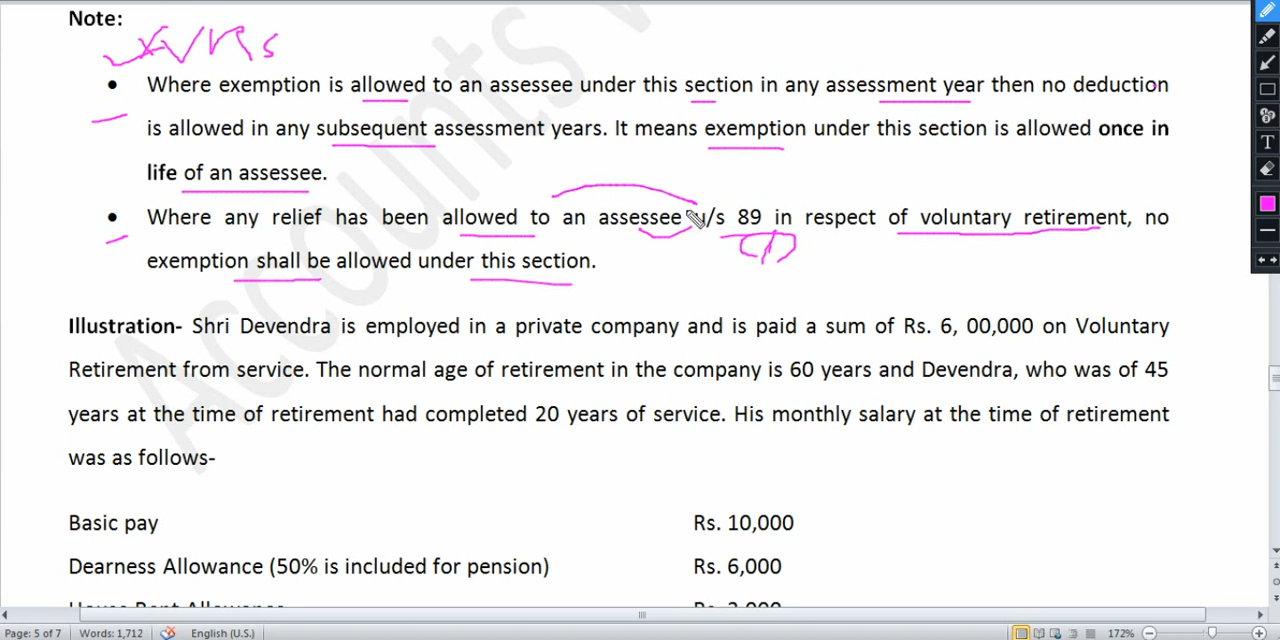 Note:
VRS
• Where exemption is allowed to an assessee under this section in any assessment year then no deduction
is allowed in any subsequent assessment years. It means exemption under this section is allowed once in
life of an assessee.
• Where any relief has been allowed to an assessee /s 89 in respect of voluntary retirement, no
(1)
exemption shall be allowed under this section.
Illustration- Shri Devendra is employed in a private company and is paid a sum of Rs. 6, 00,000 on Voluntary
Retirement from service. The normal age of retirement in the company is 60 years and Devendra, who was of 45
years at the time of retirement had completed 20 years of service. His monthly salary at the time of retirement
was as follows-
Basic pay Rs. 10,000
Dearness Allowance (50% is included for pension) Rs. 6,000
House Rent Allowance
Accounts
Page: 5 of 7 Words: 1,712 English (U.S.) 172%